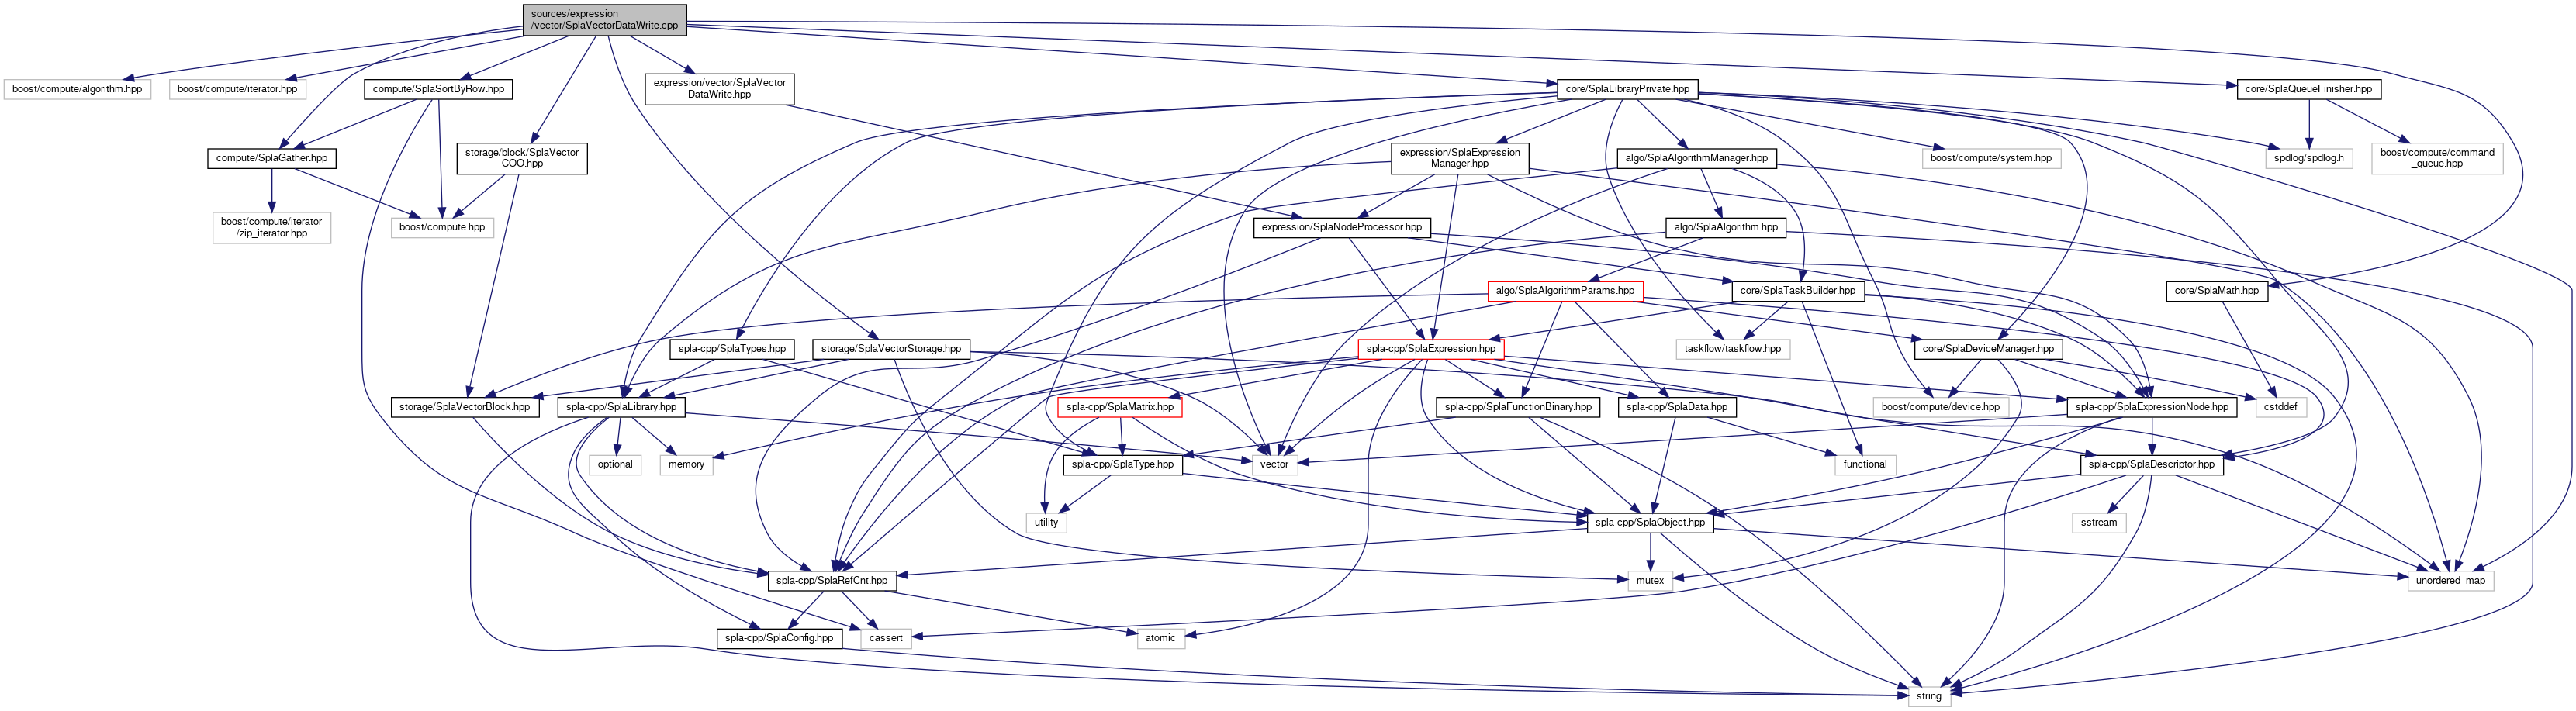 sources/expression
/vector/SplaVectorDataWrite.cpp
boost/compute/algorithm.hpp
boost/compute/iterator.hpp
compute/SplaSortByRow.hpp
expression/vector/SplaVector
DataWrite.hpp
core/SplaLibraryPrivate.hpp
core/SplaQueueFinisher.hpp
compute/SplaGather.hpp
storage/block/SplaVector
COO.hpp
expression/SplaExpression
Manager.hpp
algo/SplaAlgorithmManager.hpp
boost/compute/system.hpp
spdlog/spdlog.h
boost/compute/command
_queue.hpp
boost/compute/iterator
/zip_iterator.hpp
boost/compute.hpp
expression/SplaNodeProcessor.hpp
algo/SplaAlgorithm.hpp
algo/SplaAlgorithmParams.hpp
core/SplaTaskBuilder.hpp
core/SplaMath.hpp
spla-cpp/SplaTypes.hpp
storage/SplaVectorStorage.hpp
spla-cpp/SplaExpression.hpp
taskflow/taskflow.hpp
core/SplaDeviceManager.hpp
storage/SplaVectorBlock.hpp
spla-cpp/SplaLibrary.hpp
spla-cpp/SplaMatrix.hpp
spla-cpp/SplaFunctionBinary.hpp
spla-cpp/SplaData.hpp
boost/compute/device.hpp
spla-cpp/SplaExpressionNode.hpp
cstddef
optional
memory
spla-cpp/SplaType.hpp
vector
functional
spla-cpp/SplaDescriptor.hpp
utility
spla-cpp/SplaObject.hpp
sstream
spla-cpp/SplaRefCnt.hpp
mutex
unordered_map
spla-cpp/SplaConfig.hpp
cassert
atomic
string